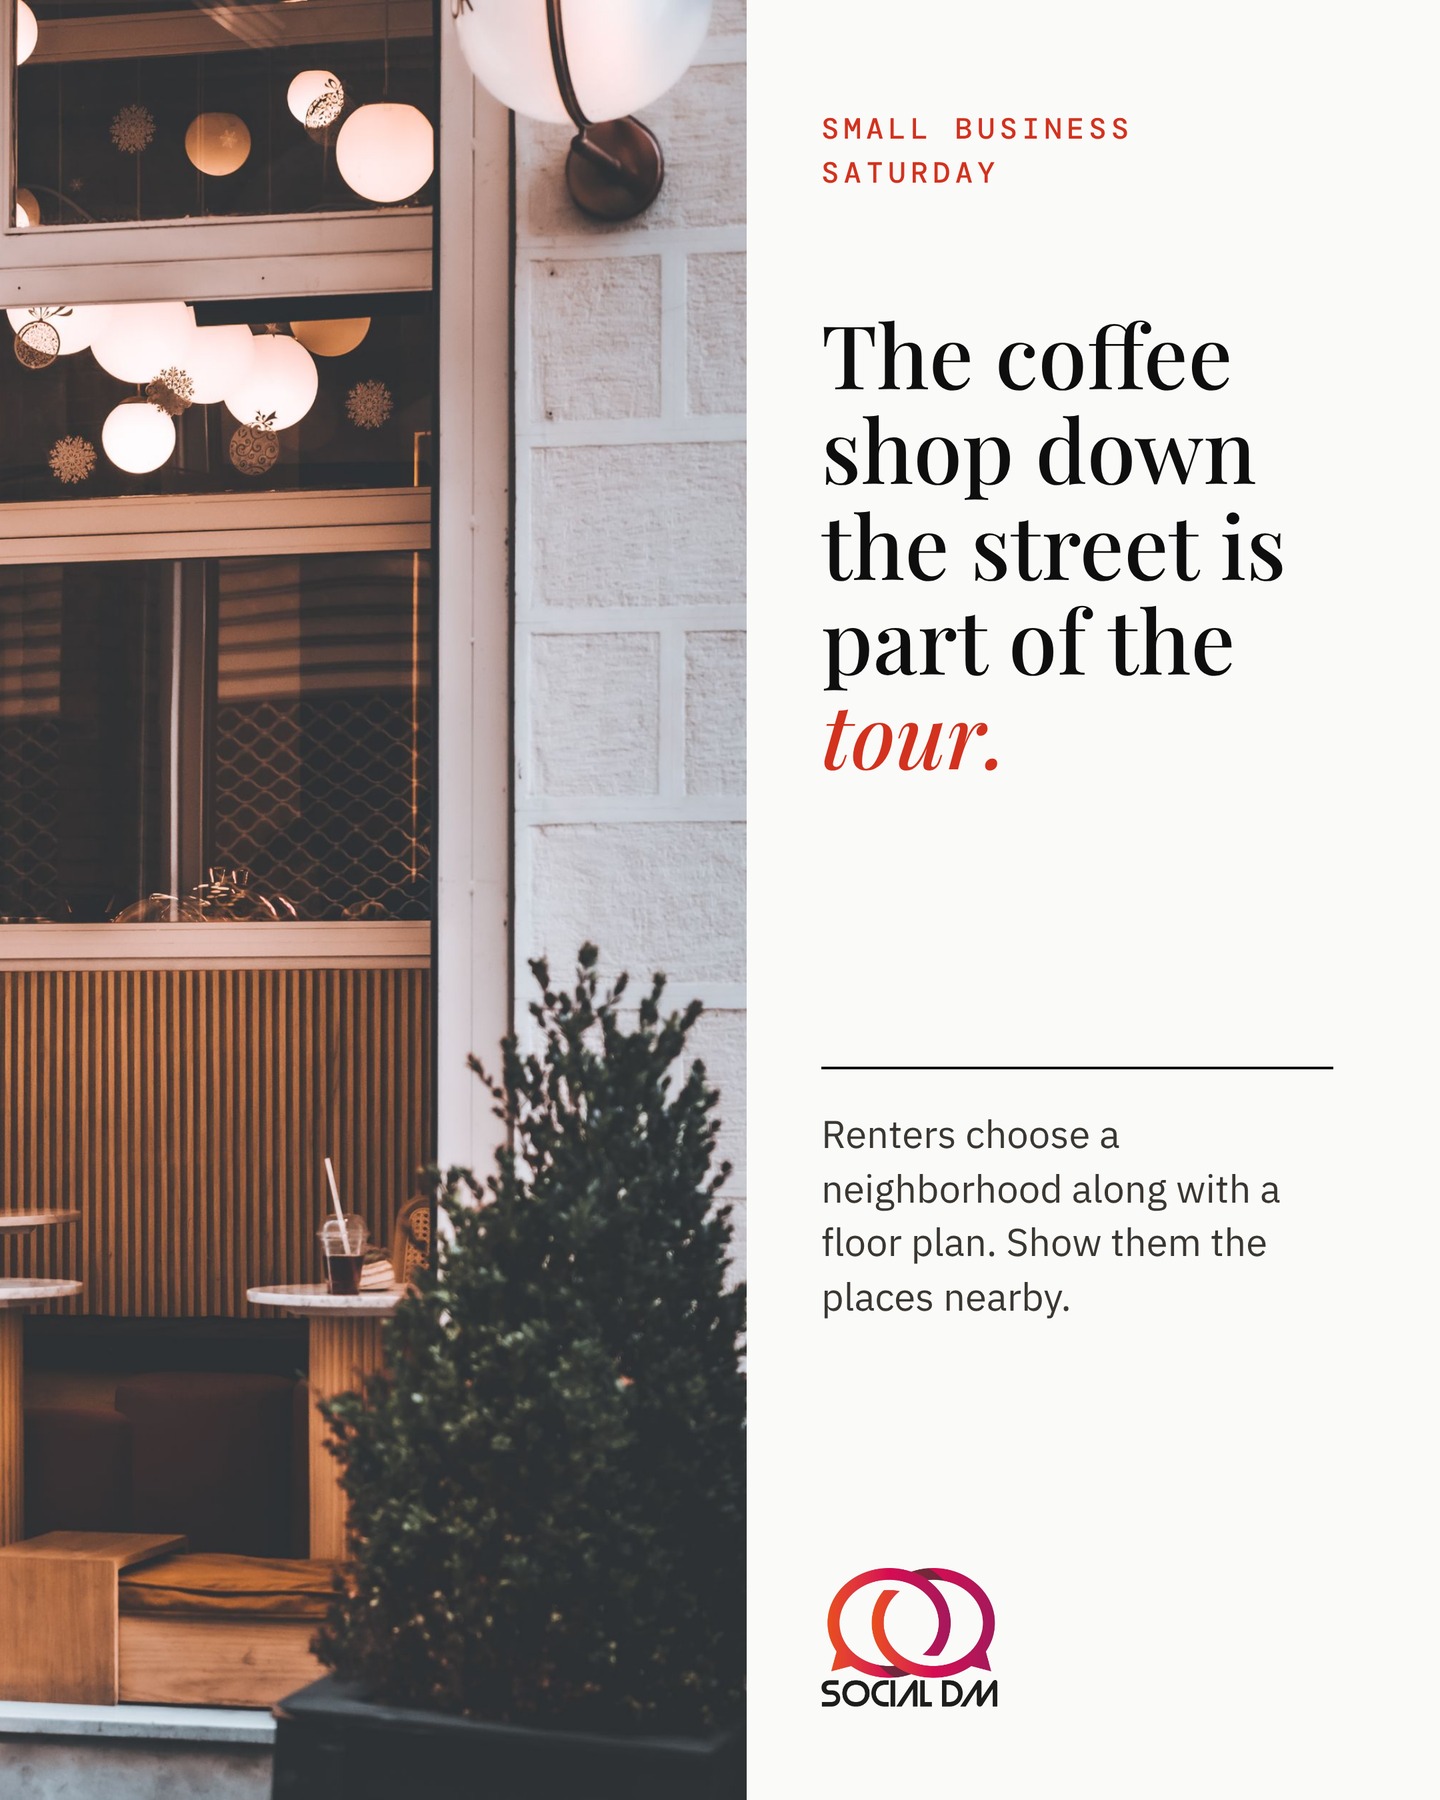 SMALL BUSINESS
SATURDAY
The coffee
shop down
the street is
part of the
tour.
Renters choose a
neighborhood along with a
floor plan. Show them the
places nearby.
SOCIAL DM